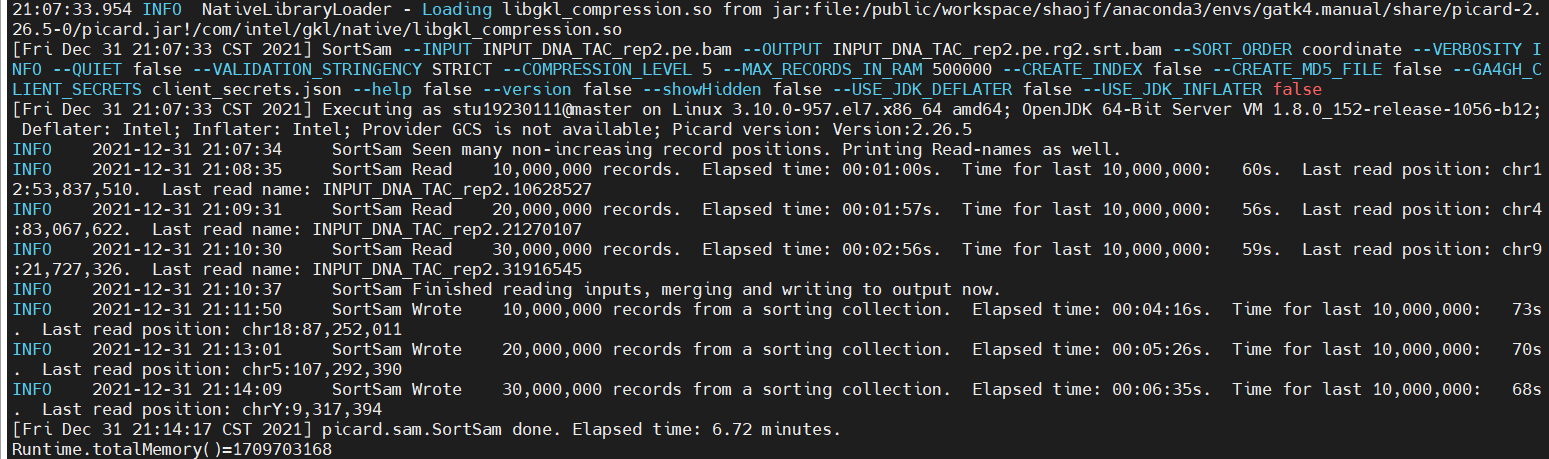 21:07:33.954 INFO  NativeLibraryLoader - Loading libgkl_compression.so from jar:file:/public/workspace/shaojf/anaconda3/envs/gatk4.manual/share/picard-2.
26.5-0/picard.jar!/com/intel/gkl/native/libgkl_compression.so
[Fri Dec 31 21:07:33 CST 2021] SortSam --INPUT INPUT_DNA_TAC_rep2.pe.bam --OUTPUT INPUT_DNA_TAC_rep2.pe.rg2.srt.bam --SORT_ORDER coordinate --VERBOSITY I
NFO --QUIET false --VALIDATION_STRINGENCY STRICT --COMPRESSION_LEVEL 5 --MAX_RECORDS_IN_RAM 500000 --CREATE_INDEX false --CREATE_MD5_FILE false --GA4GH_C
LIENT_SECRETS client_secrets.json --help false --version false --showHidden false --USE_JDK_DEFLATER false --USE_JDK_INFLATER false
[Fri Dec 31 21:07:33 CST 2021] Executing as stu19230111@master on Linux 3.10.0-957.el7.x86_64 amd64; OpenJDK 64-Bit Server VM 1.8.0_152-release-1056-b12;
 Deflater: Intel; Inflater: Intel; Provider GCS is not available; Picard version: Version:2.26.5
INFO    2021-12-31 21:07:34     SortSam Seen many non-increasing record positions. Printing Read-names as well.
INFO    2021-12-31 21:08:35     SortSam Read    10,000,000 records.  Elapsed time: 00:01:00s.  Time for last 10,000,000:   60s.  Last read position: chr1
2:53,837,510.  Last read name: INPUT_DNA_TAC_rep2.10628527
INFO    2021-12-31 21:09:31     SortSam Read    20,000,000 records.  Elapsed time: 00:01:57s.  Time for last 10,000,000:   56s.  Last read position: chr4
:83,067,622.  Last read name: INPUT_DNA_TAC_rep2.21270107
INFO    2021-12-31 21:10:30     SortSam Read    30,000,000 records.  Elapsed time: 00:02:56s.  Time for last 10,000,000:   59s.  Last read position: chr9
:21,727,326.  Last read name: INPUT_DNA_TAC_rep2.31916545
INFO    2021-12-31 21:10:37     SortSam Finished reading inputs, merging and writing to output now.
INFO    2021-12-31 21:11:50     SortSam Wrote    10,000,000 records from a sorting collection.  Elapsed time: 00:04:16s.  Time for last 10,000,000:   73s
.  Last read position: chr18:87,252,011
INFO    2021-12-31 21:13:01     SortSam Wrote    20,000,000 records from a sorting collection.  Elapsed time: 00:05:26s.  Time for last 10,000,000:   70s
.  Last read position: chr5:107,292,390
INFO    2021-12-31 21:14:09     SortSam Wrote    30,000,000 records from a sorting collection.  Elapsed time: 00:06:35s.  Time for last 10,000,000:   68s
.  Last read position: chrY:9,317,394
[Fri Dec 31 21:14:17 CST 2021] picard.sam.SortSam done. Elapsed time: 6.72 minutes.
Runtime.totalMemory()=1709703168